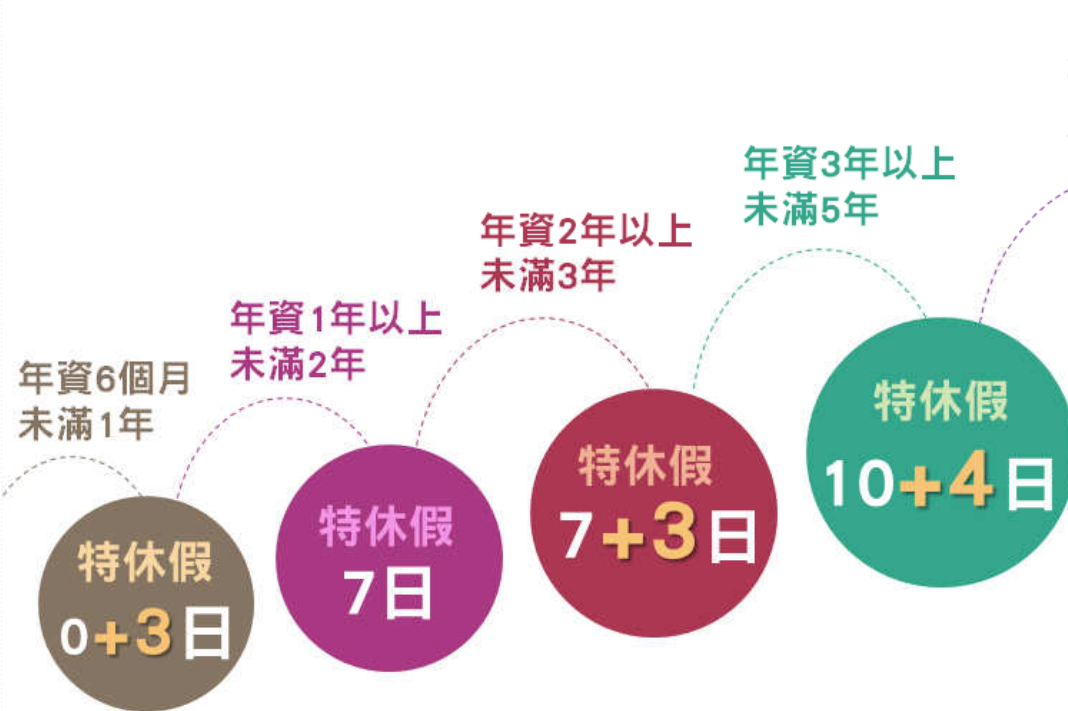 年資6個月
未滿1年
特休假
0+3日
年資1年以上
未滿2年
特休假
7日
年資2年以上
未滿3年
特休假
7+3日
年資3年以上
未滿5年
特休假
10+4日